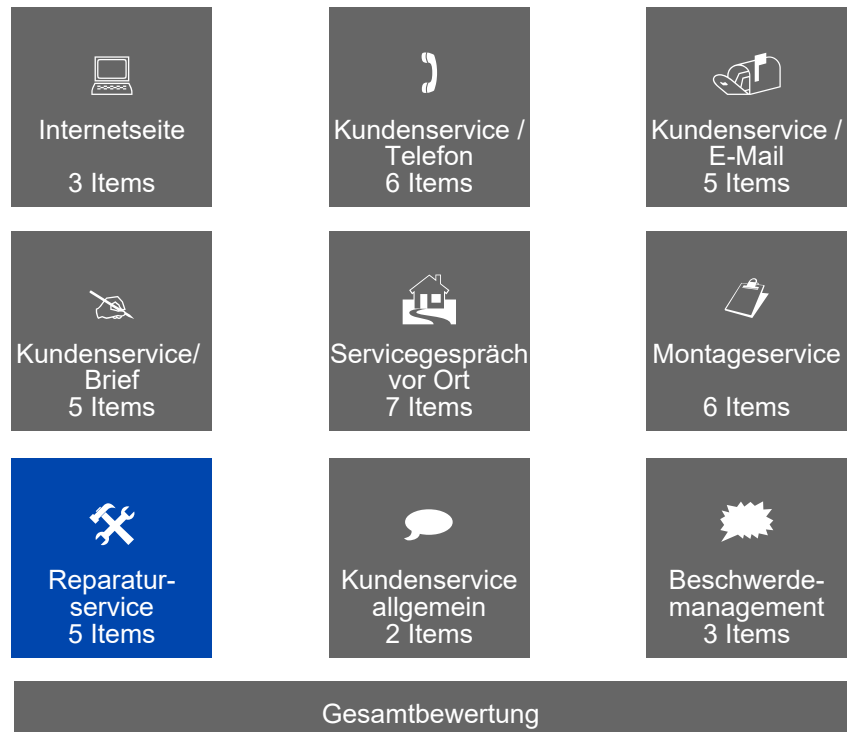 Internetseite
3 Items
Kundenservice /
Telefon
6 Items
Kundenservice /
E-Mail
5 Items
Kundenservice/
Brief
5 Items
Servicegespräch
vor Ort
7 Items
Montageservice
6 Items
Reparatur-
service
5 Items
Kundenservice
allgemein
2 Items
Beschwerde-
management
3 Items
Gesamtbewertung